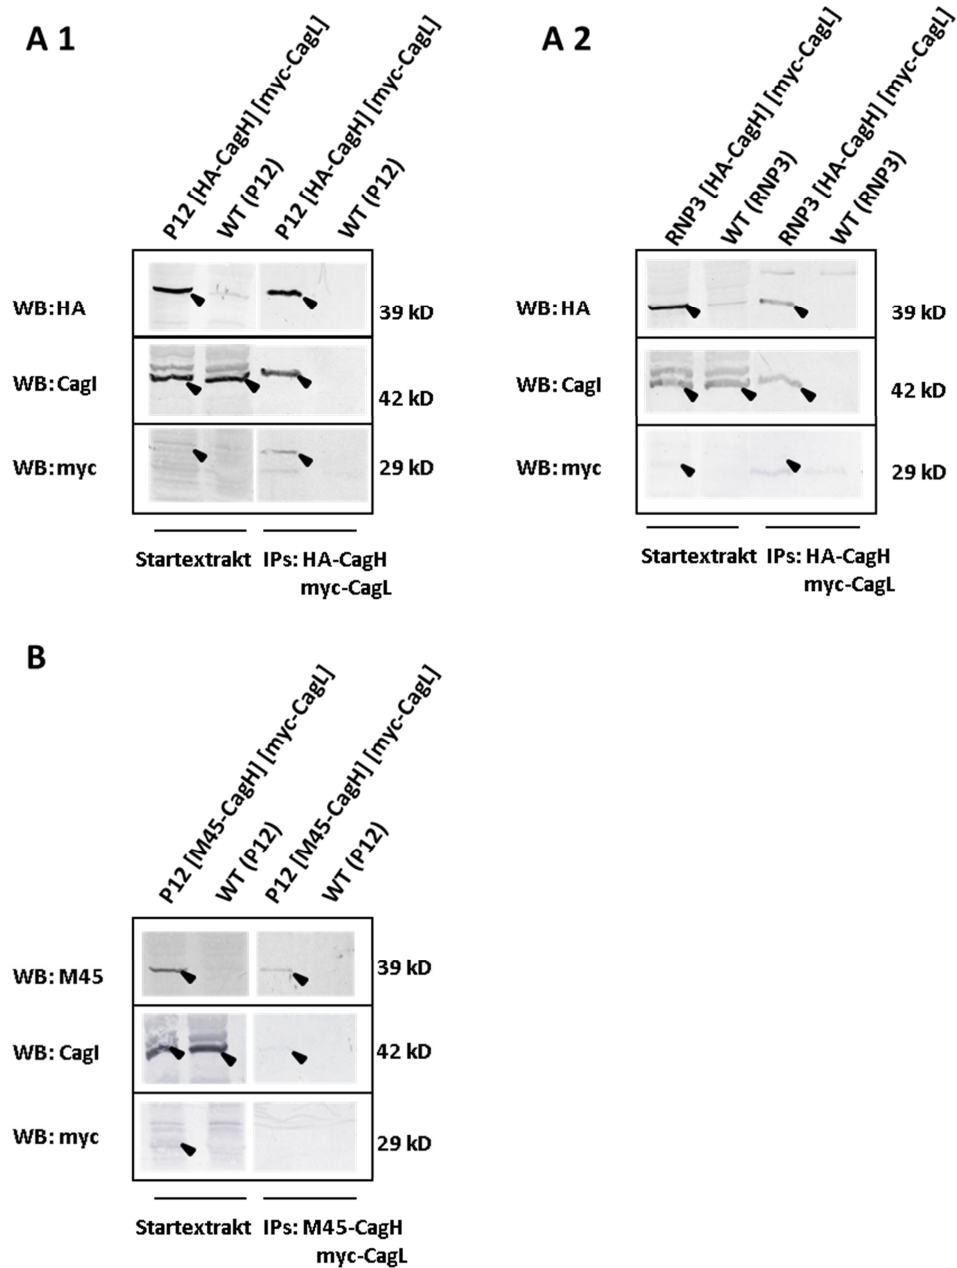 A 1
P12 [HA-CagH] [myc-CagL]
WT (P12)
P12 [HA-CagH] [myc-CagL]
WT (P12)
WB: HA
39 kD
WB: CagI
42 kD
WB: myc
29 kD
Startextrakt
IPs: HA-CagH
myc-CagL
A 2
RNP3 [HA-CagH] [myc-CagL]
WT (RNP3)
RNP3 [HA-CagH] [myc-CagL]
WT (RNP3)
WB: HA
39 kD
WB: CagI
42 kD
WB: myc
29 kD
Startextrakt
IPs: HA-CagH
myc-CagL
B
P12 [M45-CagH] [myc-CagL]
WT (P12)
P12 [M45-CagH] [myc-CagL]
WT (P12)
WB: M45
39 kD
WB: CagI
42 kD
WB: myc
29 kD
Startextrakt
IPs: M45-CagH
myc-CagL